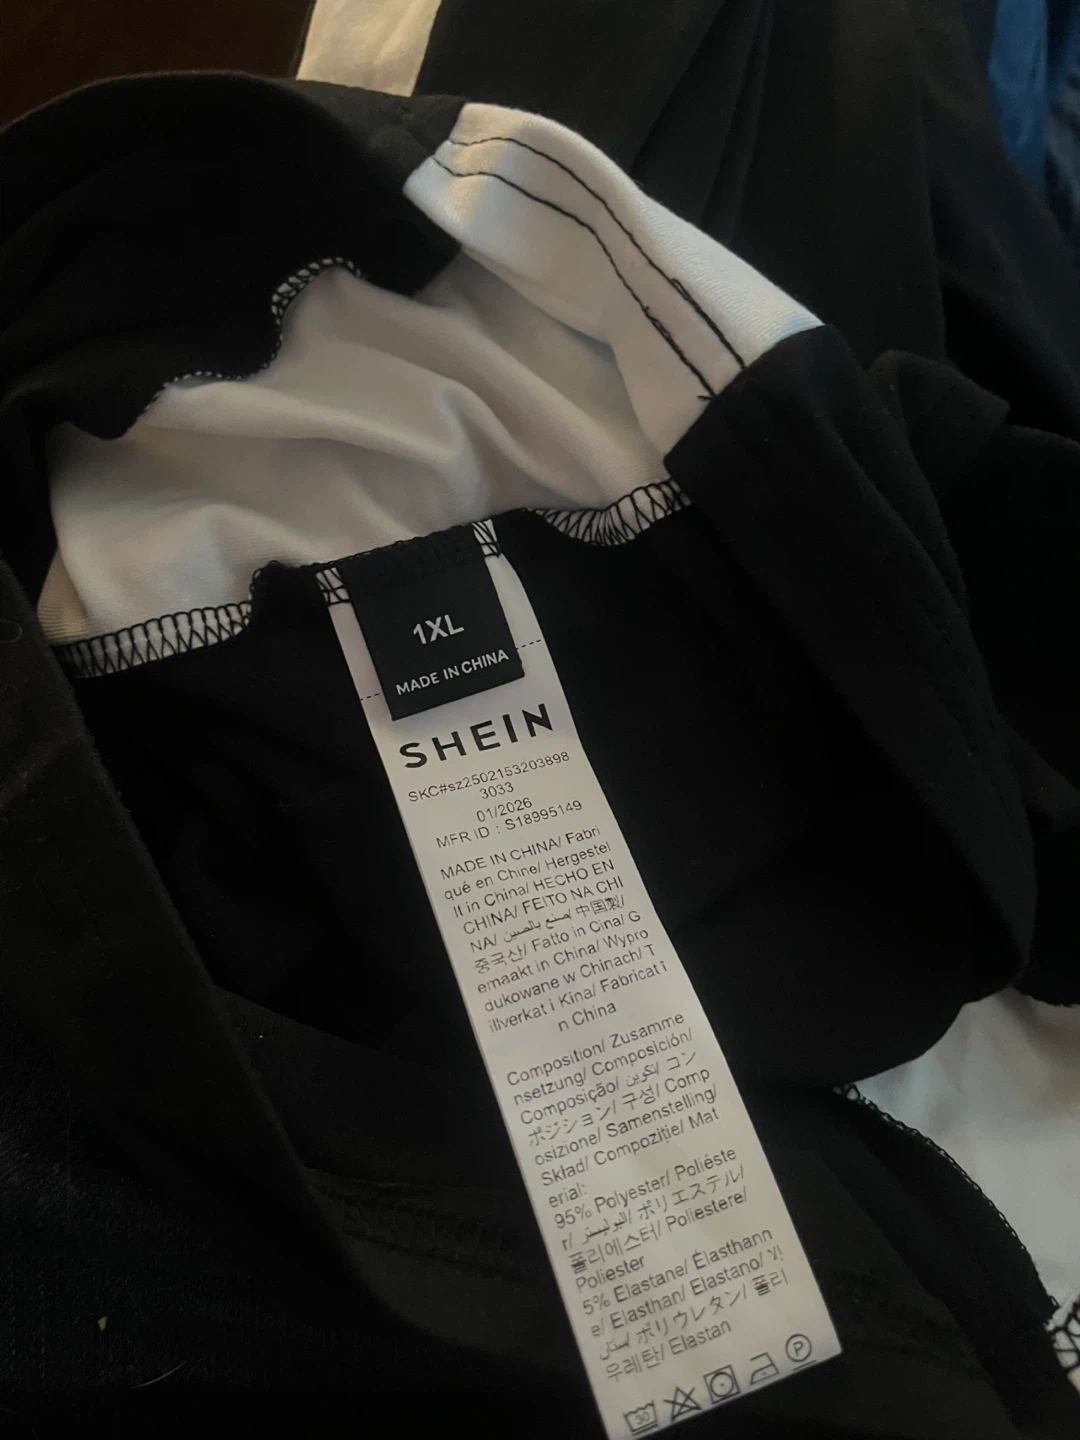 1XL
MADE IN CHINA
SHEIN
SKC#sz2502153203898
3033
01/2026
MFR ID : S18995149
MADE IN CHINA/ Fabri
qué en Chine/ Hergestel
lt in China/ HECHO EN
CHINA/ FEITO NA CHI
NA/ صنع بالصين/ 中国製/
중국산/ Fatto in Cina/ G
emaakt in China/ Wypro
dukowane w Chinach/ T
illverkat i Kina/ Fabricat i
n China
Composition/ Zusamme
nsetzung/ Composición/
Composição/ تكوين/ コン
ポジション/ 구성/ Comp
osizione/ Samenstelling/
Skład/ Compoziție/ Mat
erial:
95% Polyester/ Poliéste
r/ البوليستر/ ポリエステル/
폴리에스터/ Poliestere/
Poliester
5% Elastane/ Élasthann
e/ Elasthan/ Elastano/ الإ
يلاستان/ ポリウレタン/ 폴리
우레탄/ Elastan
30
P